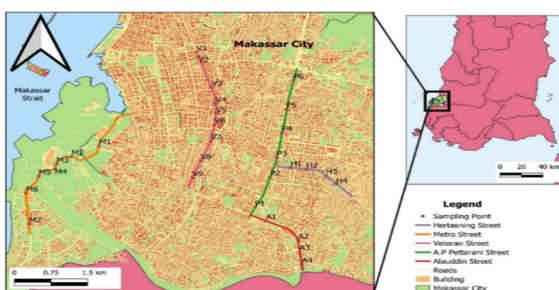 Makassar City
Makassar
Strait
V1
V2
V3
V4
V5
V6
V7
V8
V9
P6
P5
P4
P3
P2
P1
H1
H2
H3
H4
M1
M2
M3
M4
M5
M6
M7
A1
A2
A3
A4
0 0.75 1.5 km
0 20 40 km
Legend
Sampling Point
Hertasning Street
Metro Street
Veteran Street
A.P Pettarani Street
Alauddin Street
Roads
Building
Makassar City